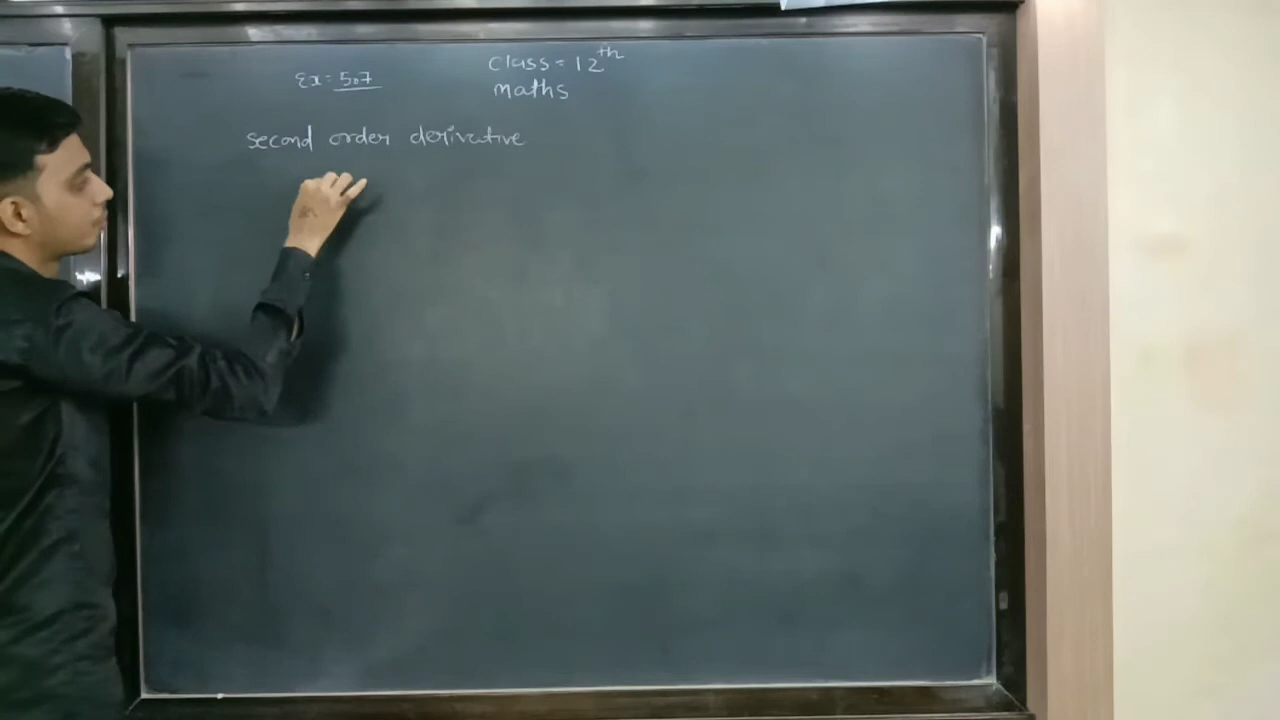 Class = 12th
Ex = 5.7
maths
second order derivative